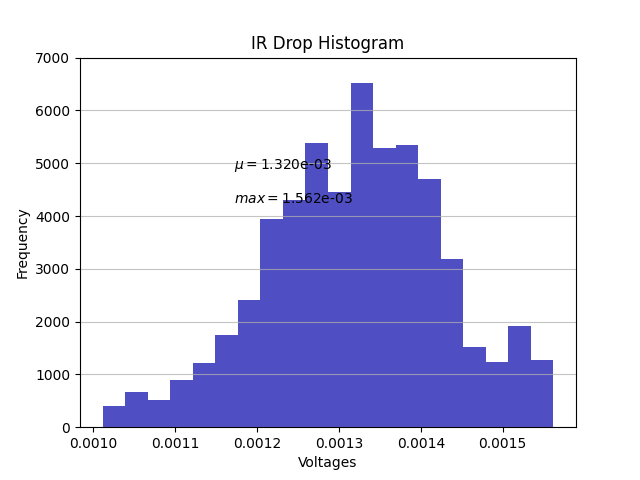 IR Drop Histogram
7000
6000
5000
4000
3000
2000
1000
0
Frequency
μ = 1.320e-03
max = 1.562e-03
0.0010 0.0011 0.0012 0.0013 0.0014 0.0015
Voltages